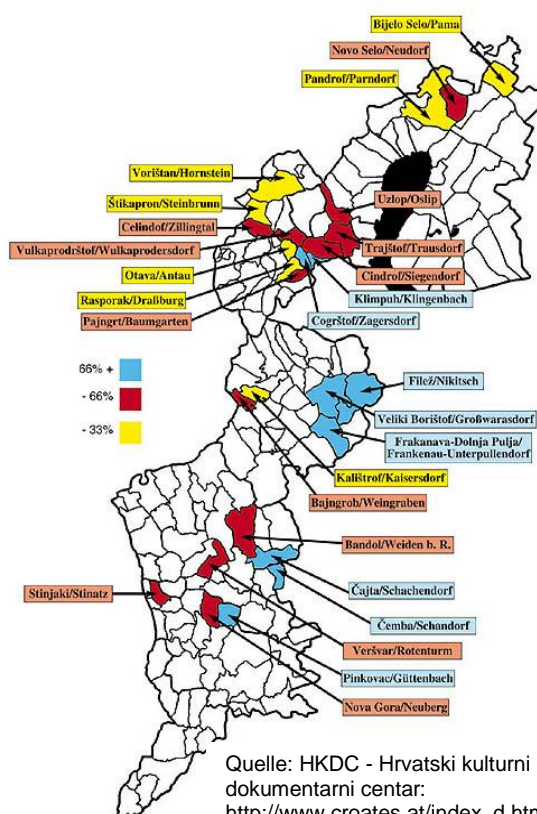 Bijelo Selo/Pama
Novo Selo/Neudorf
Pandrof/Parndorf
Vorištan/Hornstein
Štikapron/Steinbrunn
Celindof/Zillingtal
Uzlop/Oslip
Vulkaprodrštof/Wulkaprodersdorf
Trajštof/Trausdorf
Otava/Antau
Cindrof/Siegendorf
Rasporak/Draßburg
Klimpuh/Klingenbach
Pajngrt/Baumgarten
Cogrštof/Zagersdorf
66% +
- 66%
- 33%
Filež/Nikitsch
Veliki Borištof/Großwarasdorf
Frakanava-Dolnja Pulja/
Frankenau-Unterpullendorf
Kalištrof/Kaisersdorf
Bajngrob/Weingraben
Bandol/Weiden b. R.
Stinjaki/Stinatz
Čajta/Schachendorf
Čemba/Schandorf
Veršvar/Rotenturm
Pinkovac/Güttenbach
Nova Gora/Neuberg
Quelle: HKDC - Hrvatski kulturni
dokumentarni centar: